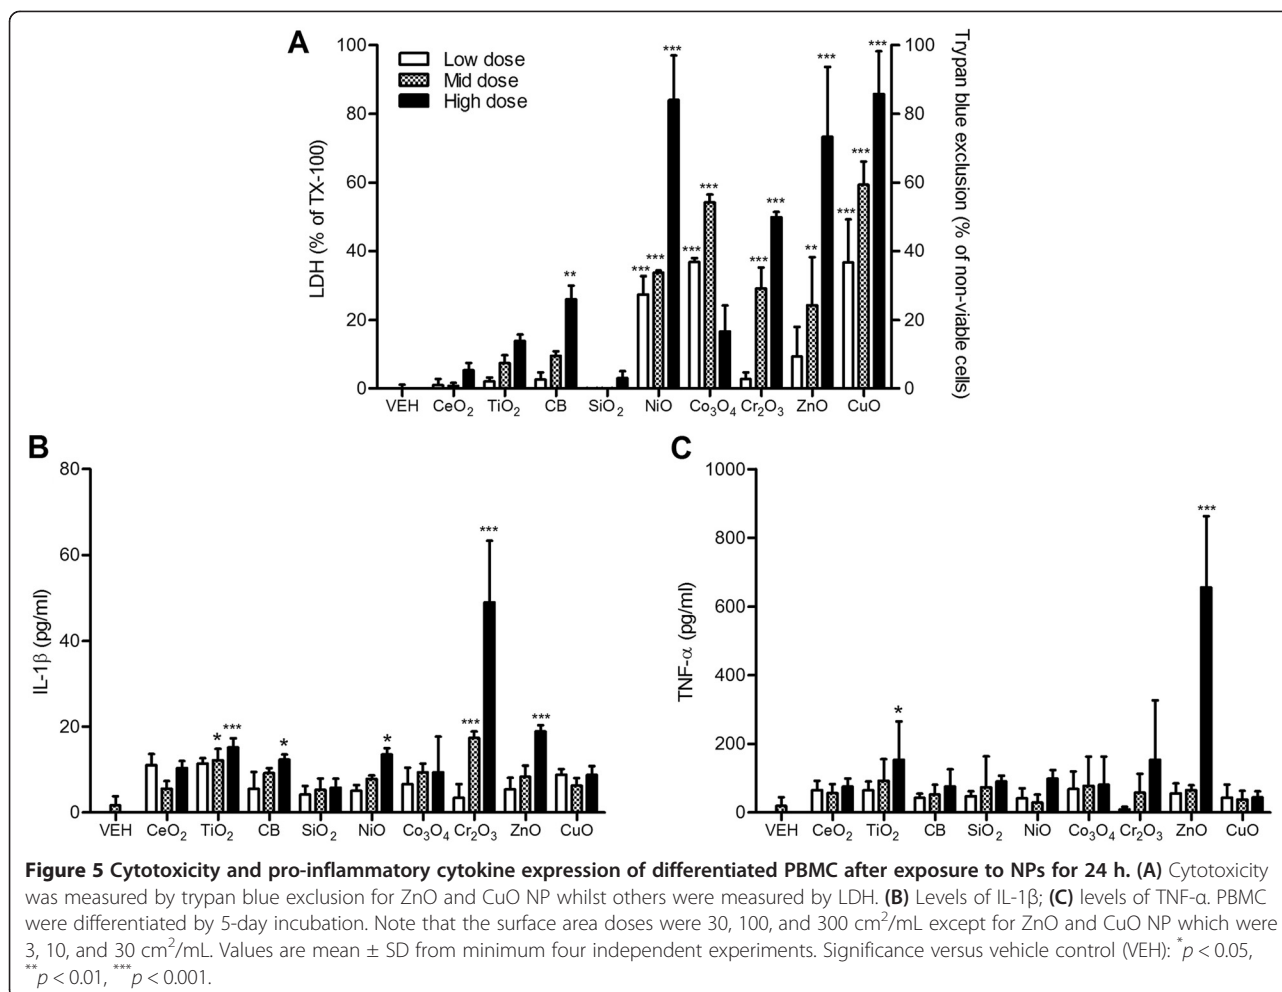 A
Low dose
Mid dose
High dose
LDH (% of TX-100)
100
80
60
40
20
0
Trypan blue exclusion (% of non-viable cells)
100
80
60
40
20
0
**
***
***
***
***
***
***
***
**
***
***
***
***
VEH CeO₂ TiO₂ CB SiO₂ NiO Co₃O₄ Cr₂O₃ ZnO CuO
B
IL-1β (pg/ml)
80
60
40
20
0
*
***
*
*
***
***
***
VEH CeO₂ TiO₂ CB SiO₂ NiO Co₃O₄ Cr₂O₃ ZnO CuO
C
TNF-α (pg/ml)
1000
800
600
400
200
0
*
***
VEH CeO₂ TiO₂ CB SiO₂ NiO Co₃O₄ Cr₂O₃ ZnO CuO
Figure 5 Cytotoxicity and pro-inflammatory cytokine expression of differentiated PBMC after exposure to NPs for 24 h. (A) Cytotoxicity
was measured by trypan blue exclusion for ZnO and CuO NP whilst others were measured by LDH. (B) Levels of IL-1β; (C) levels of TNF-α. PBMC
were differentiated by 5-day incubation. Note that the surface area doses were 30, 100, and 300 cm²/mL except for ZnO and CuO NP which were
3, 10, and 30 cm²/mL. Values are mean ± SD from minimum four independent experiments. Significance versus vehicle control (VEH): *p < 0.05,
**p < 0.01, ***p < 0.001.